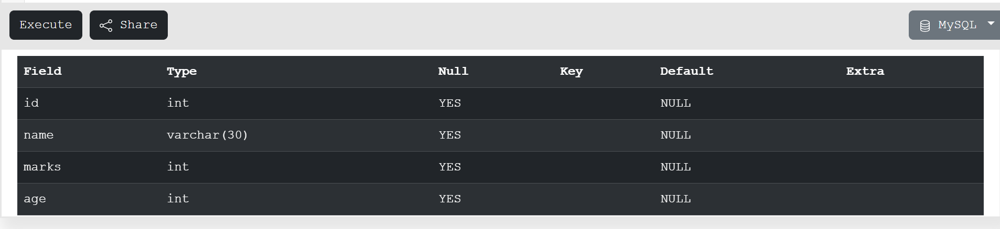 Execute Share MySQL
Field Type Null Key Default Extra
id int YES NULL
name varchar(30) YES NULL
marks int YES NULL
age int YES NULL